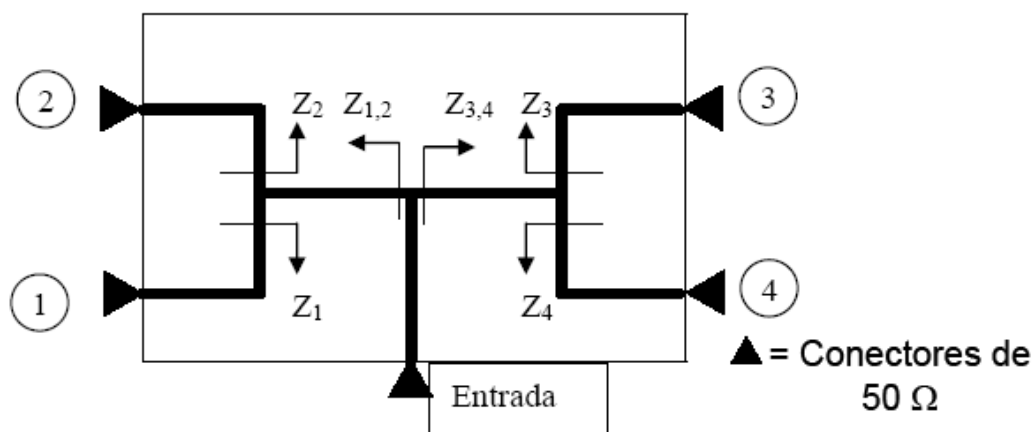 2
Z2
Z1,2
Z3,4
Z3
3
1
Z1
Z4
4
= Conectores de
50 Ω
Entrada